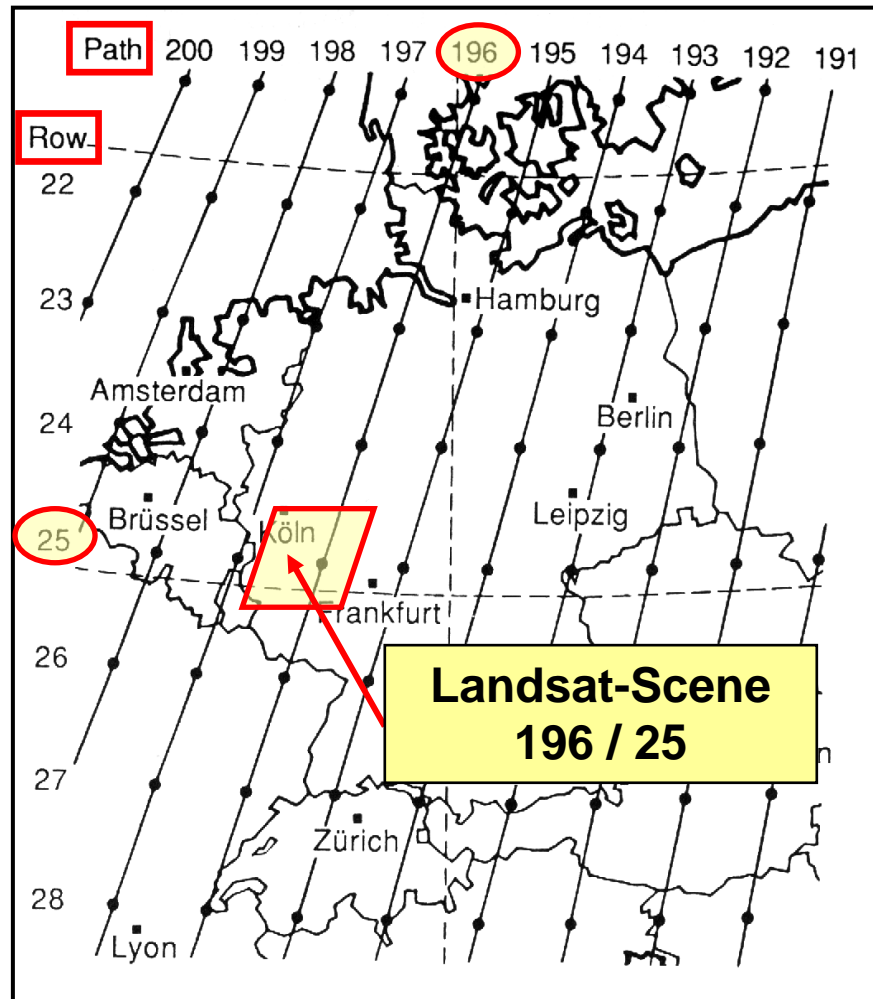 Path 200 199 198 197 196 195 194 193 192 191
Row
22
23
Hamburg
Amsterdam
24
Berlin
Brüssel
Leipzig
25
Köln
Frankfurt
26
Landsat-Scene
196 / 25
27
Zürich
28
Lyon